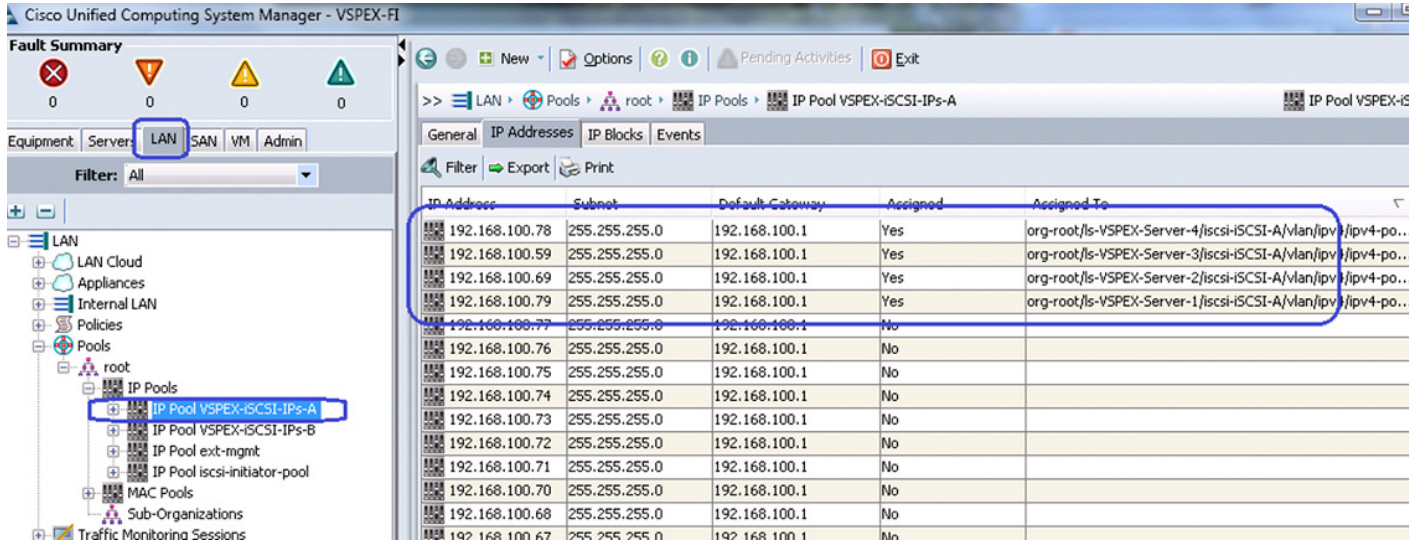 Cisco Unified Computing System Manager - VSPEX-FI
Fault Summary
0 0 0 0
Equipment Servers LAN SAN VM Admin
Filter: All
LAN
LAN Cloud
Appliances
Internal LAN
Policies
Pools
root
IP Pools
IP Pool VSPEX-iSCSI-IPs-A
IP Pool VSPEX-iSCSI-IPs-B
IP Pool ext-mgmt
IP Pool iscsi-initiator-pool
MAC Pools
Sub-Organizations
Traffic Monitoring Sessions
New Options Pending Activities Exit
>> LAN Pools root IP Pools IP Pool VSPEX-iSCSI-IPs-A IP Pool VSPEX-iS
General IP Addresses IP Blocks Events
Filter Export Print
IP Address Subnet Default Gateway Assigned Assigned To
192.168.100.78 255.255.255.0 192.168.100.1 Yes org-root/ls-VSPEX-Server-4/iscsi-iSCSI-A/vlan/ipv4/ipv4-po...
192.168.100.59 255.255.255.0 192.168.100.1 Yes org-root/ls-VSPEX-Server-3/iscsi-iSCSI-A/vlan/ipv4/ipv4-po...
192.168.100.69 255.255.255.0 192.168.100.1 Yes org-root/ls-VSPEX-Server-2/iscsi-iSCSI-A/vlan/ipv4/ipv4-po...
192.168.100.79 255.255.255.0 192.168.100.1 Yes org-root/ls-VSPEX-Server-1/iscsi-iSCSI-A/vlan/ipv4/ipv4-po...
192.168.100.77 255.255.255.0 192.168.100.1 No
192.168.100.76 255.255.255.0 192.168.100.1 No
192.168.100.75 255.255.255.0 192.168.100.1 No
192.168.100.74 255.255.255.0 192.168.100.1 No
192.168.100.73 255.255.255.0 192.168.100.1 No
192.168.100.72 255.255.255.0 192.168.100.1 No
192.168.100.71 255.255.255.0 192.168.100.1 No
192.168.100.70 255.255.255.0 192.168.100.1 No
192.168.100.68 255.255.255.0 192.168.100.1 No
192.168.100.67 255.255.255.0 192.168.100.1 No